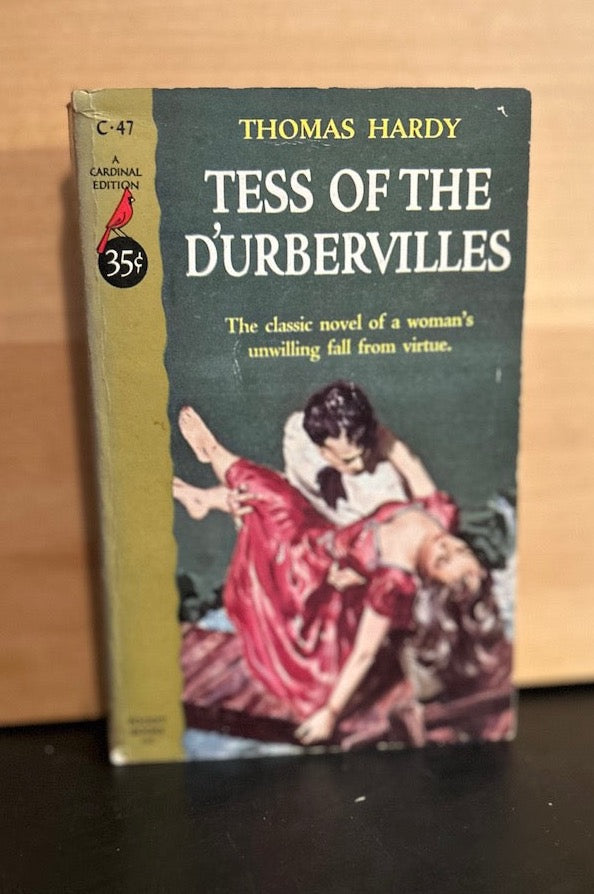 C·47
A
CARDINAL
EDITION
35¢
THOMAS HARDY
TESS OF THE
D'URBERVILLES
The classic novel of a woman's
unwilling fall from virtue.